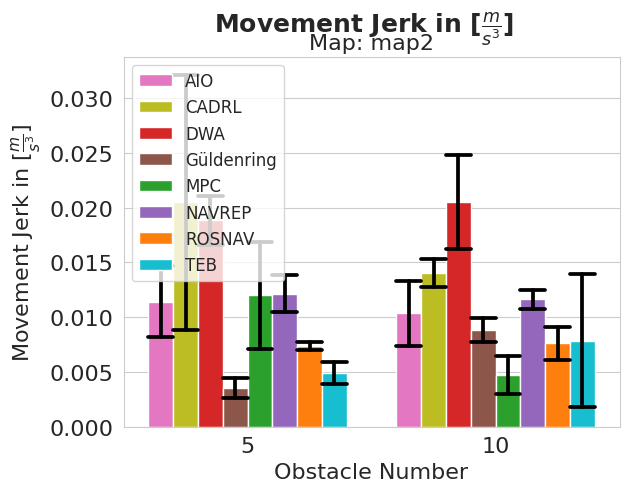 Movement Jerk in [m/s³]
Map: map2
Movement Jerk in [m/s³]
0.030
0.025
0.020
0.015
0.010
0.005
0.000
AIO
CADRL
DWA
Güldenring
MPC
NAVREP
ROSNAV
TEB
5 10
Obstacle Number